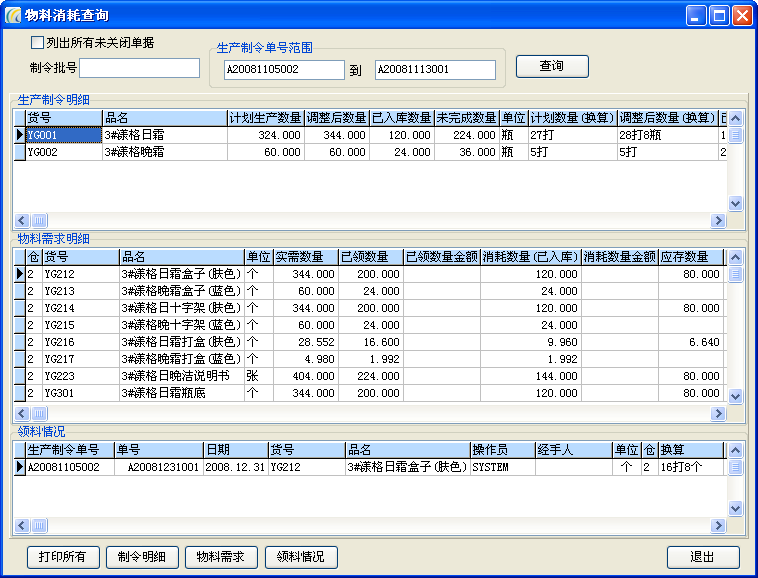 物料消耗查询
列出所有未关闭单据
制令批号
生产制令单号范围
A20081105002 到 A20081113001
查询
生产制令明细
货号 品名 计划生产数量 调整后数量 已入库数量 未完成数量 单位 计划数量(换算) 调整后数量(换算)
YG001 3#漾格日霜 324.000 344.000 120.000 224.000 瓶 27打 28打8瓶 1
YG002 3#漾格晚霜 60.000 60.000 24.000 36.000 瓶 5打 5打 2
物料需求明细
仓 货号 品名 单位 实需数量 已领数量 已领数量金额 消耗数量(已入库) 消耗数量金额 应存数量
2 YG212 3#漾格日霜盒子(肤色) 个 344.000 200.000 120.000 80.000
2 YG213 3#漾格晚霜盒子(蓝色) 个 60.000 24.000 24.000
2 YG214 3#漾格日十字架(肤色) 个 344.000 200.000 120.000 80.000
2 YG215 3#漾格晚十字架(蓝色) 个 60.000 24.000 24.000
2 YG216 3#漾格日霜打盒(肤色) 个 28.552 16.600 9.960 6.640
2 YG217 3#漾格晚霜打盒(蓝色) 个 4.980 1.992 1.992
2 YG223 3#漾格日晚洁说明书 张 404.000 224.000 144.000 80.000
2 YG301 3#漾格日霜瓶底 个 344.000 200.000 120.000 80.000
领料情况
生产制令单号 单号 日期 货号 品名 操作员 经手人 单位 仓 换算
A20081105002 A20081231001 2008.12.31 YG212 3#漾格日霜盒子(肤色) SYSTEM 个 2 16打8个
打印所有 制令明细 物料需求 领料情况 退出